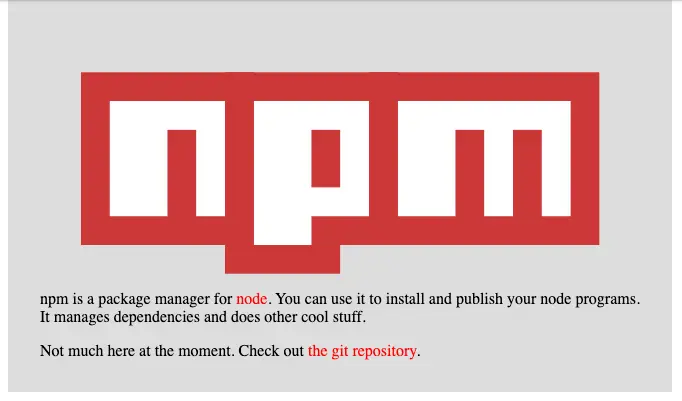 npm
npm is a package manager for node. You can use it to install and publish your node programs.
It manages dependencies and does other cool stuff.
Not much here at the moment. Check out the git repository.